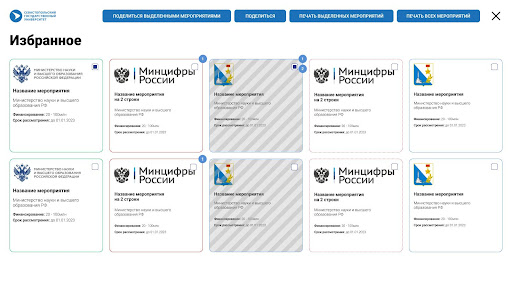 СЕВАСТОПОЛЬСКИЙ
ГОСУДАРСТВЕННЫЙ
УНИВЕРСИТЕТ
ПОДЕЛИТЬСЯ ВЫДЕЛЕННЫМИ МЕРОПРИЯТИЯМИ
ПОДЕЛИТЬСЯ
ПЕЧАТЬ ВЫДЕЛЕННЫХ МЕРОПРИЯТИЙ
ПЕЧАТЬ ВСЕХ МЕРОПРИЯТИЙ
Избранное
МИНИСТЕРСТВО НАУКИ
И ВЫСШЕГО ОБРАЗОВАНИЯ
РОССИЙСКОЙ ФЕДЕРАЦИИ
Название мероприятия
Министерство науки и высшего
образования РФ
Финансирование: 20 - 100млн
Срок рассмотрения: до 01.01.2023
Минцифры
России
Название мероприятия
на 2 строки
Министерство науки и высшего
образования РФ
Финансирование: 20 - 100млн
Срок рассмотрения: до 01.01.2023
Название мероприятия
Министерство науки и высшего
образования РФ
Финансирование: 20 - 100млн
Срок рассмотрения: до 01.01.2023
Минцифры
России
Название мероприятия
на 2 строки
Министерство науки и высшего
образования РФ
Финансирование: 20 - 100млн
Срок рассмотрения: до 01.01.2023
Название мероприятия
Министерство науки и высшего
образования РФ
Финансирование: 20 - 100млн
Срок рассмотрения: до 01.01.2023
МИНИСТЕРСТВО НАУКИ
И ВЫСШЕГО ОБРАЗОВАНИЯ
РОССИЙСКОЙ ФЕДЕРАЦИИ
Название мероприятия
Министерство науки и высшего
образования РФ
Финансирование: 20 - 100млн
Срок рассмотрения: до 01.01.2023
Минцифры
России
Название мероприятия
на 2 строки
Министерство науки и высшего
образования РФ
Финансирование: 20 - 100млн
Срок рассмотрения: до 01.01.2023
Название мероприятия
Министерство науки и высшего
образования РФ
Финансирование: 20 - 100млн
Срок рассмотрения: до 01.01.2023
Минцифры
России
Название мероприятия
на 2 строки
Министерство науки и высшего
образования РФ
Финансирование: 20 - 100млн
Срок рассмотрения: до 01.01.2023
Название мероприятия
Министерство науки и высшего
образования РФ
Финансирование: 20 - 100млн
Срок рассмотрения: до 01.01.2023